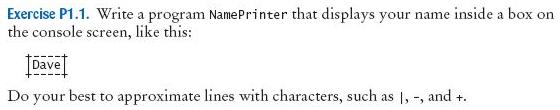 Exercise P1.1. Write a program NamePrinter that displays your name inside a box on
the console screen, like this:
Dave
Do your best to approximate lines with characters, such as |, -, and +.